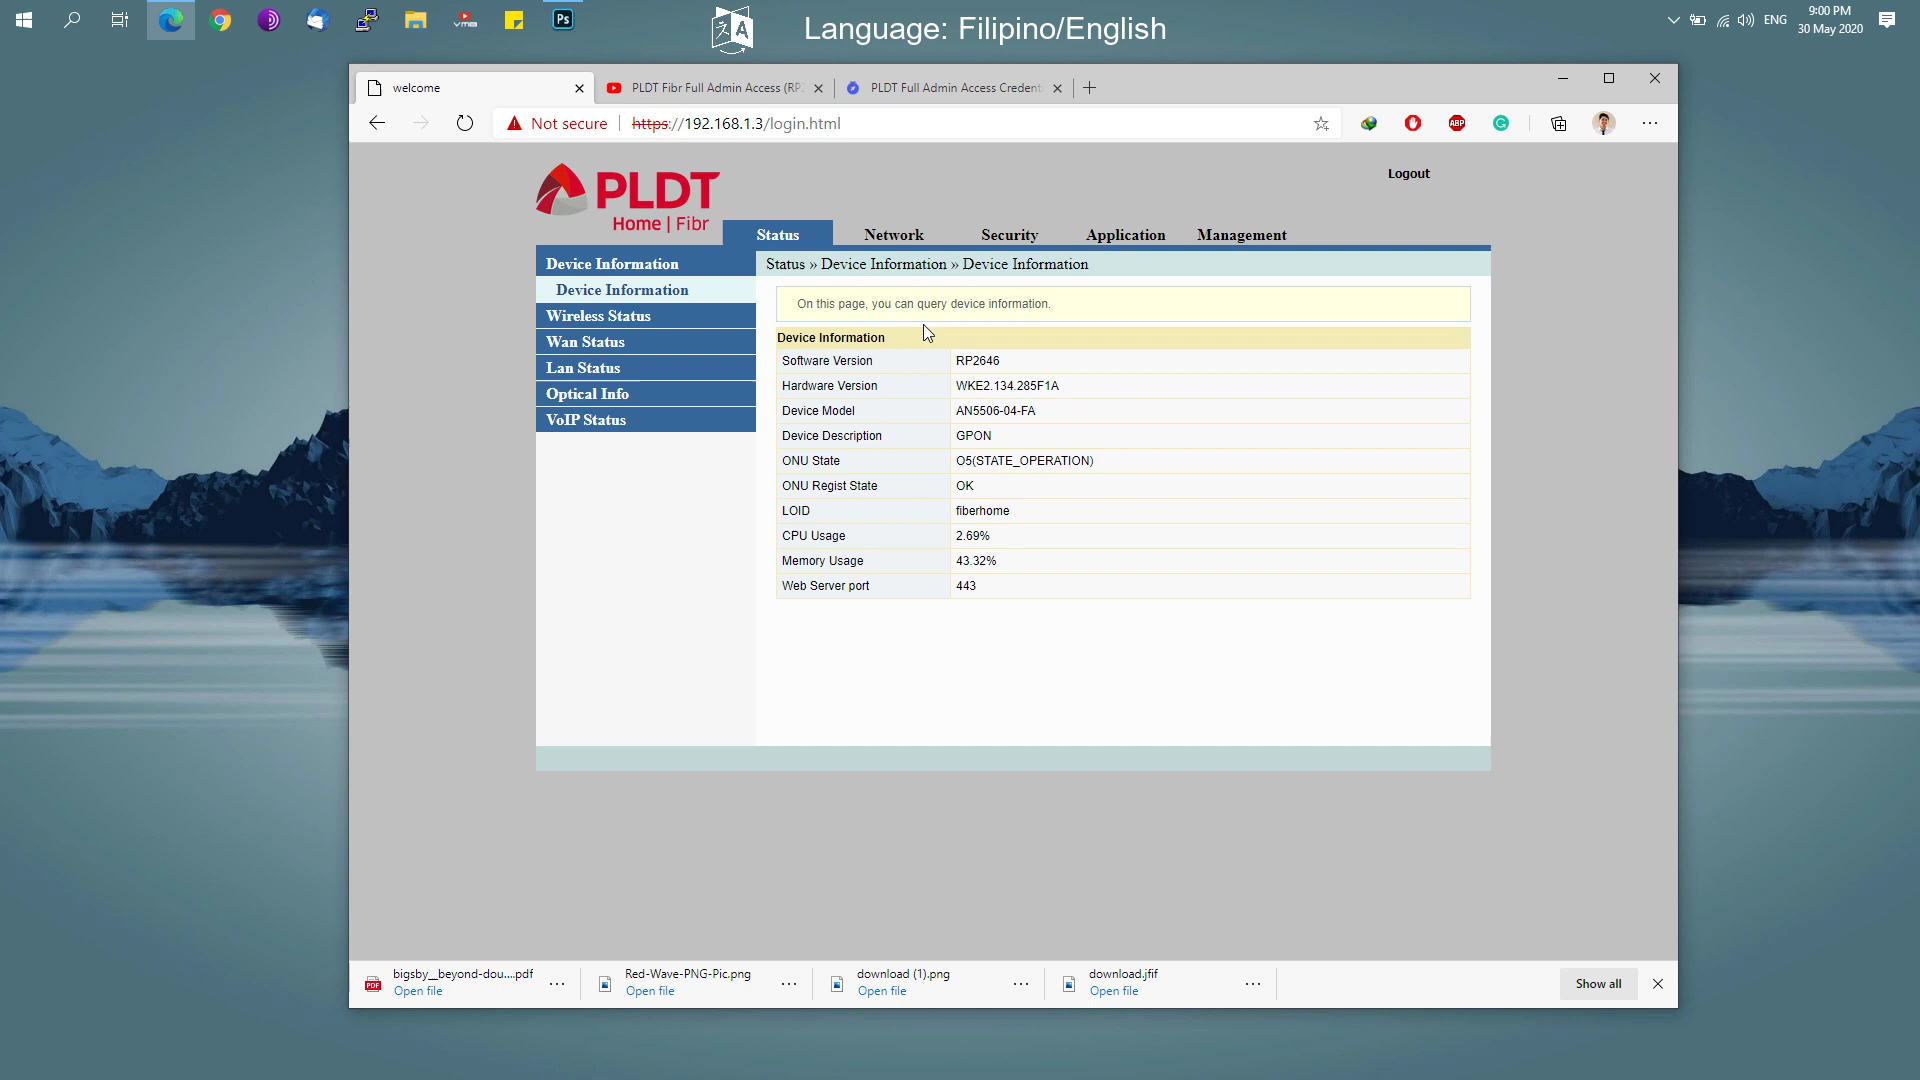 Language: Filipino/English
ENG
9:00 PM
30 May 2020
Ps
welcome
PLDT Fibr Full Admin Access (RP2
PLDT Full Admin Access Credent
Not secure
https://192.168.1.3/login.html
ABP
PLDT
Home | Fibr
Logout
Status
Network
Security
Application
Management
Device Information
Device Information
Wireless Status
Wan Status
Lan Status
Optical Info
VoIP Status
Status » Device Information » Device Information
On this page, you can query device information.
Device Information
Software Version RP2646
Hardware Version WKE2.134.285F1A
Device Model AN5506-04-FA
Device Description GPON
ONU State O5(STATE_OPERATION)
ONU Regist State OK
LOID fiberhome
CPU Usage 2.69%
Memory Usage 43.32%
Web Server port 443
PDF
bigsby_beyond-dou....pdf
Open file
Red-Wave-PNG-Pic.png
Open file
download (1).png
Open file
download.jfif
Open file
Show all